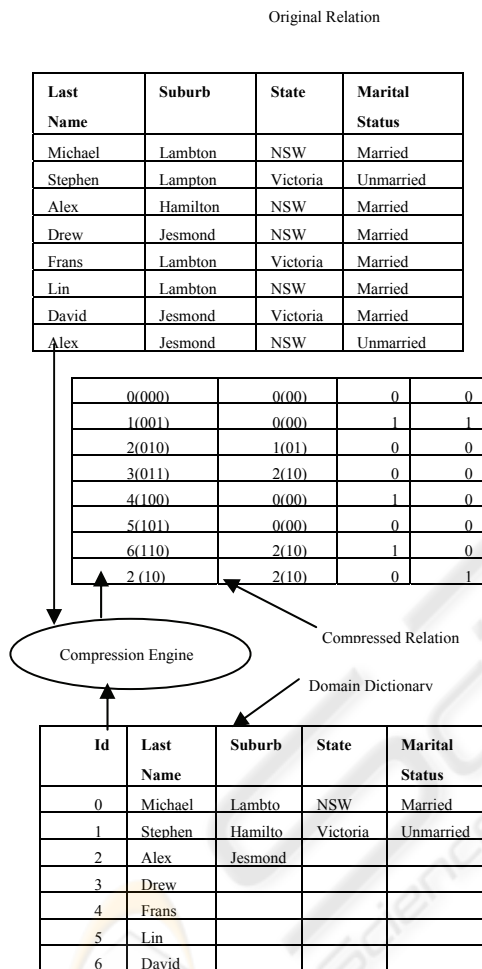 Original Relation
Last Name Suburb State Marital Status
Michael Lambton NSW Married
Stephen Lampton Victoria Unmarried
Alex Hamilton NSW Married
Drew Jesmond NSW Married
Frans Lambton Victoria Married
Lin Lambton NSW Married
David Jesmond Victoria Married
Alex Jesmond NSW Unmarried
0(000) 0(00) 0 0
1(001) 0(00) 1 1
2(010) 1(01) 0 0
3(011) 2(10) 0 0
4(100) 0(00) 1 0
5(101) 0(00) 0 0
6(110) 2(10) 1 0
2 (10) 2(10) 0 1
Compressed Relation
Compression Engine
Domain Dictionary
Id Last Name Suburb State Marital Status
0 Michael Lambto NSW Married
1 Stephen Hamilto Victoria Unmarried
2 Alex Jesmond
3 Drew
4 Frans
5 Lin
6 David